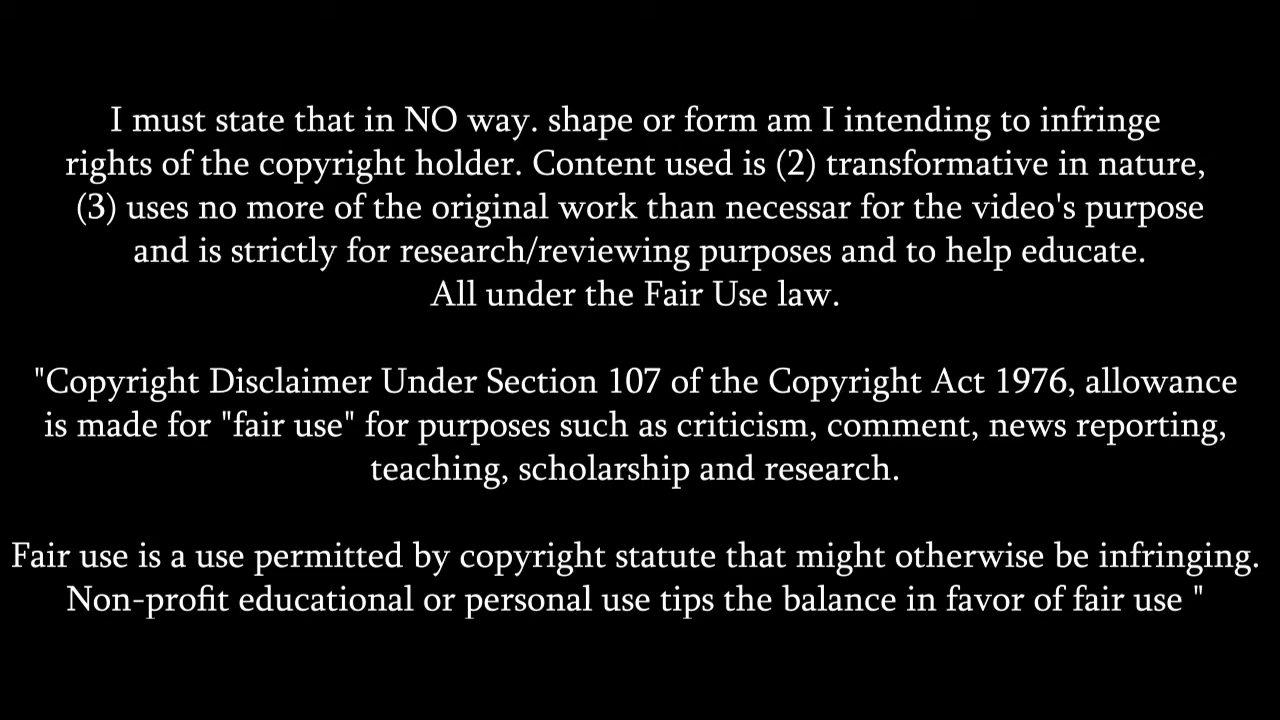 I must state that in NO way. shape or form am I intending to infringe
rights of the copyright holder. Content used is (2) transformative in nature,
(3) uses no more of the original work than necessar for the video's purpose
and is strictly for research/reviewing purposes and to help educate.
All under the Fair Use law.
"Copyright Disclaimer Under Section 107 of the Copyright Act 1976, allowance
is made for "fair use" for purposes such as criticism, comment, news reporting,
teaching, scholarship and research.
Fair use is a use permitted by copyright statute that might otherwise be infringing.
Non-profit educational or personal use tips the balance in favor of fair use "